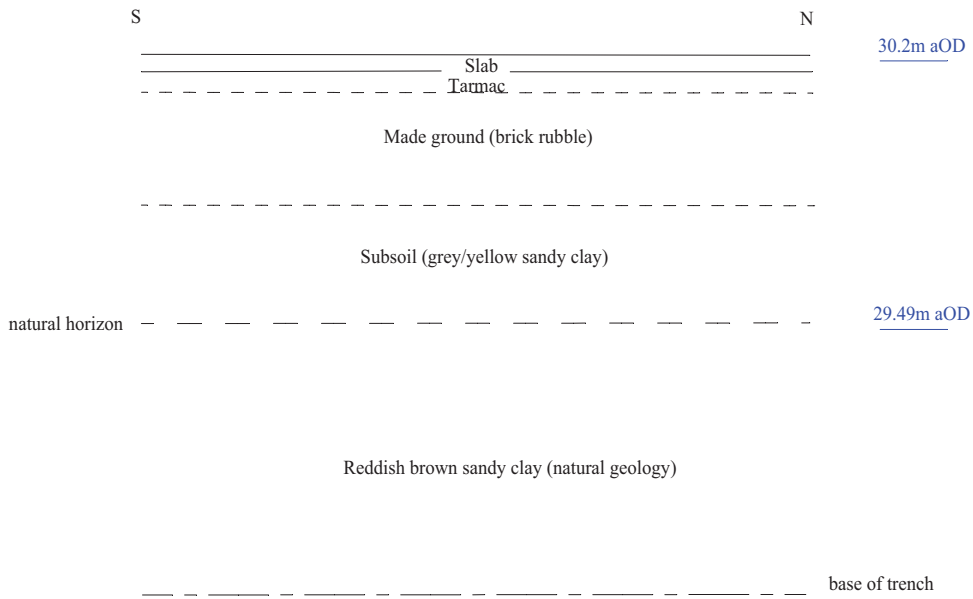 S
N
30.2m aOD
Slab
Tarmac
Made ground (brick rubble)
Subsoil (grey/yellow sandy clay)
natural horizon
29.49m aOD
Reddish brown sandy clay (natural geology)
base of trench